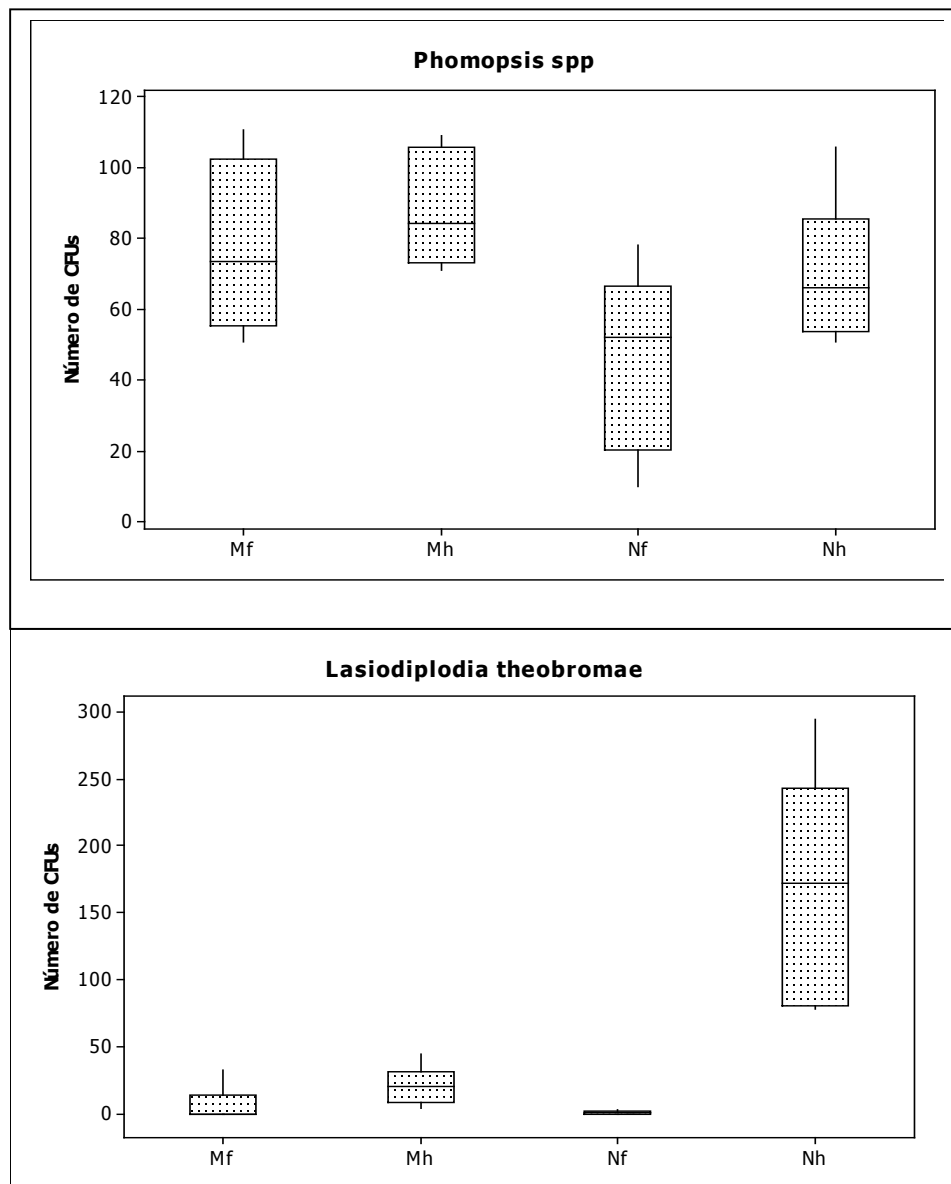 Phomopsis spp
Número de CFUs
120
100
80
60
40
20
0
Mf Mh Nf Nh
Lasiodiplodia theobromae
Número de CFUs
300
250
200
150
100
50
0
Mf Mh Nf Nh